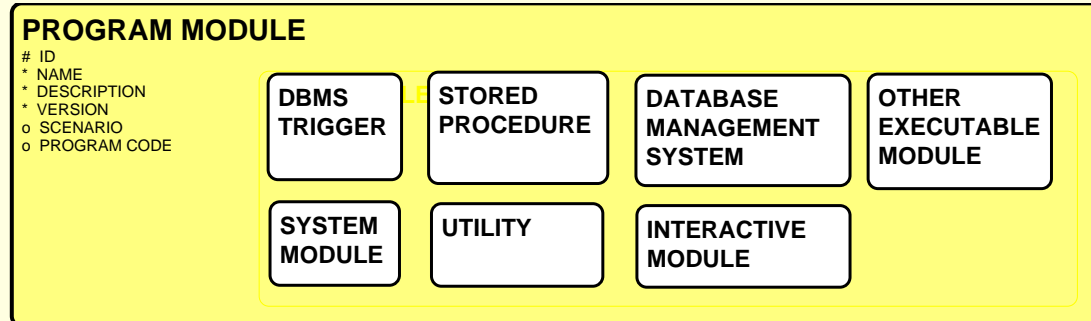 PROGRAM MODULE
# ID
* NAME
* DESCRIPTION
* VERSION
o SCENARIO
o PROGRAM CODE
DBMS
TRIGGER
STORED
PROCEDURE
DATABASE
MANAGEMENT
SYSTEM
OTHER
EXECUTABLE
MODULE
SYSTEM
MODULE
UTILITY
INTERACTIVE
MODULE